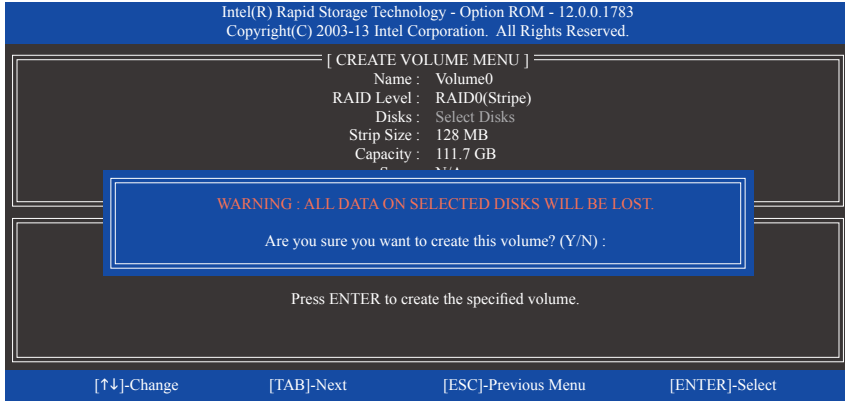 Intel(R) Rapid Storage Technology - Option ROM - 12.0.0.1783
Copyright(C) 2003-13 Intel Corporation. All Rights Reserved.
[ CREATE VOLUME MENU ]
Name : Volume0
RAID Level : RAID0(Stripe)
Disks : Select Disks
Strip Size : 128 MB
Capacity : 111.7 GB
WARNING : ALL DATA ON SELECTED DISKS WILL BE LOST.
Are you sure you want to create this volume? (Y/N) :
Press ENTER to create the specified volume.
[↑↓]-Change [TAB]-Next [ESC]-Previous Menu [ENTER]-Select